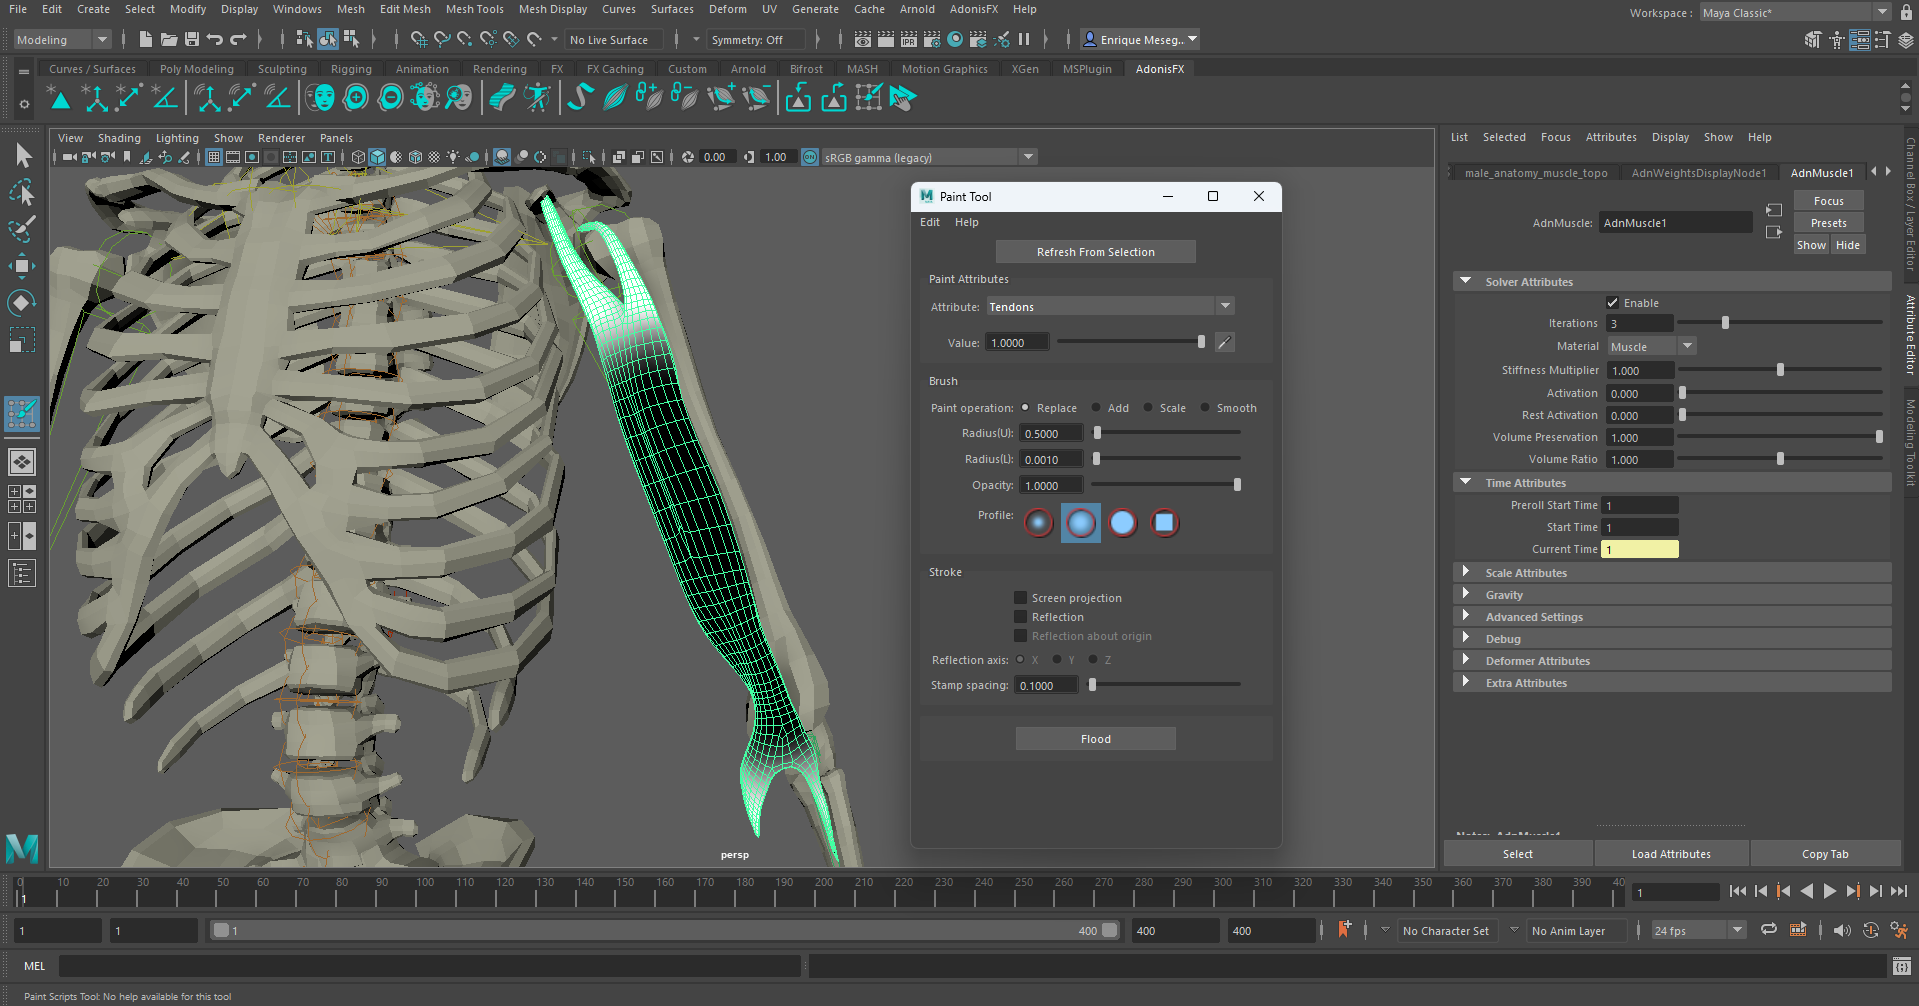 File Edit Create Select Modify Display Windows Mesh Edit Mesh Mesh Tools Mesh Display Curves Surfaces Deform UV Generate Cache Arnold AdonisFX Help
Workspace : Maya Classic*
Modeling No Live Surface Symmetry: Off IPR Enrique Meseg...
Curves / Surfaces Poly Modeling Sculpting Rigging Animation Rendering FX FX Caching Custom Arnold Bifrost MASH Motion Graphics XGen MSPlugin AdonisFX
View Shading Lighting Show Renderer Panels
0.00 1.00 ON sRGB gamma (legacy)
persp
Paint Tool
Edit Help
Refresh From Selection
Paint Attributes
Attribute: Tendons
Value: 1.0000
Brush
Paint operation: Replace Add Scale Smooth
Radius(U): 0.5000
Radius(L): 0.0010
Opacity: 1.0000
Profile:
Stroke
Screen projection
Reflection
Reflection about origin
Reflection axis: X Y Z
Stamp spacing: 0.1000
Flood
List Selected Focus Attributes Display Show Help
male_anatomy_muscle_topo AdnWeightsDisplayNode1 AdnMuscle1
AdnMuscle: AdnMuscle1
Focus
Presets
Show Hide
Solver Attributes
Enable
Iterations 3
Material Muscle
Stiffness Multiplier 1.000
Activation 0.000
Rest Activation 0.000
Volume Preservation 1.000
Volume Ratio 1.000
Time Attributes
Preroll Start Time 1
Start Time 1
Current Time 1
Scale Attributes
Gravity
Advanced Settings
Debug
Deformer Attributes
Extra Attributes
Notes: AdnMuscle1
Select Load Attributes Copy Tab
Channel Box / Layer Editor
Attribute Editor
Modeling Toolkit
0 10 20 30 40 50 60 70 80 90 100 110 120 130 140 150 160 170 180 190 200 210 220 230 240 250 260 270 280 290 300 310 320 330 340 350 360 370 380 390 40
1
1
1 1 1 400 400 400 No Character Set No Anim Layer 24 fps
MEL
Paint Scripts Tool: No help available for this tool